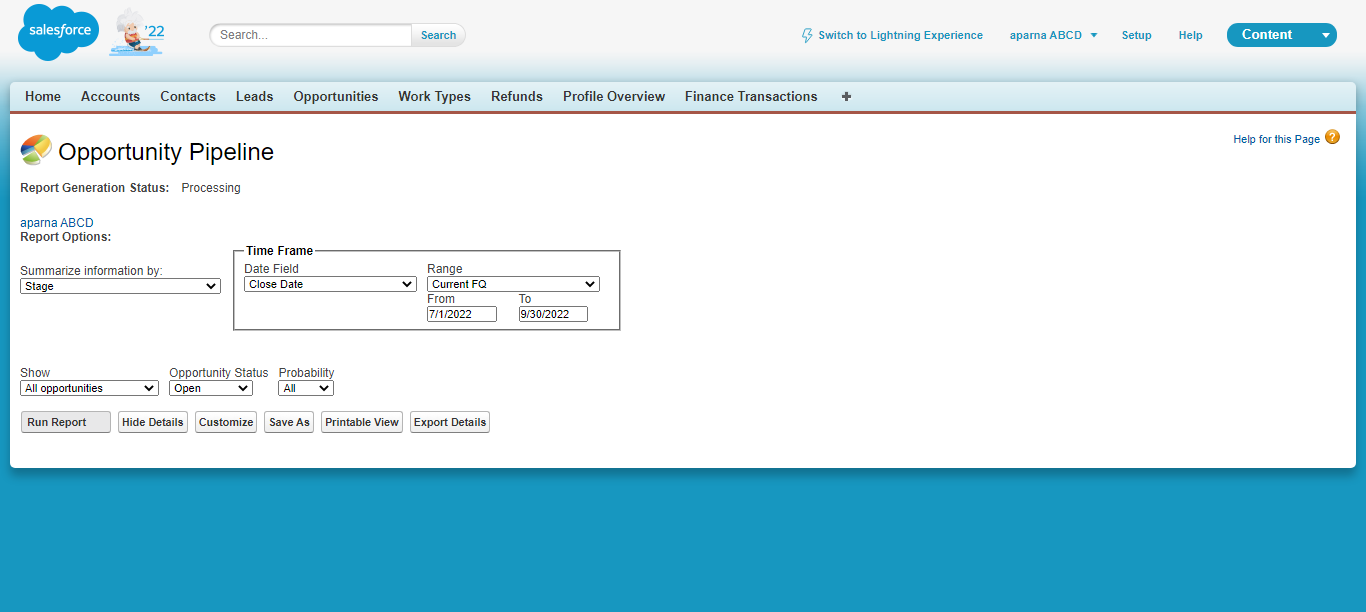 salesforce '22 Search... Search Switch to Lightning Experience aparna ABCD Setup Help Content
Home Accounts Contacts Leads Opportunities Work Types Refunds Profile Overview Finance Transactions
Help for this Page ?
Opportunity Pipeline
Report Generation Status: Processing
aparna ABCD
Report Options:
Time Frame
Summarize information by: Date Field Range
Stage Close Date Current FQ
From To
7/1/2022 9/30/2022
Show Opportunity Status Probability
All opportunities Open All
Run Report Hide Details Customize Save As Printable View Export Details